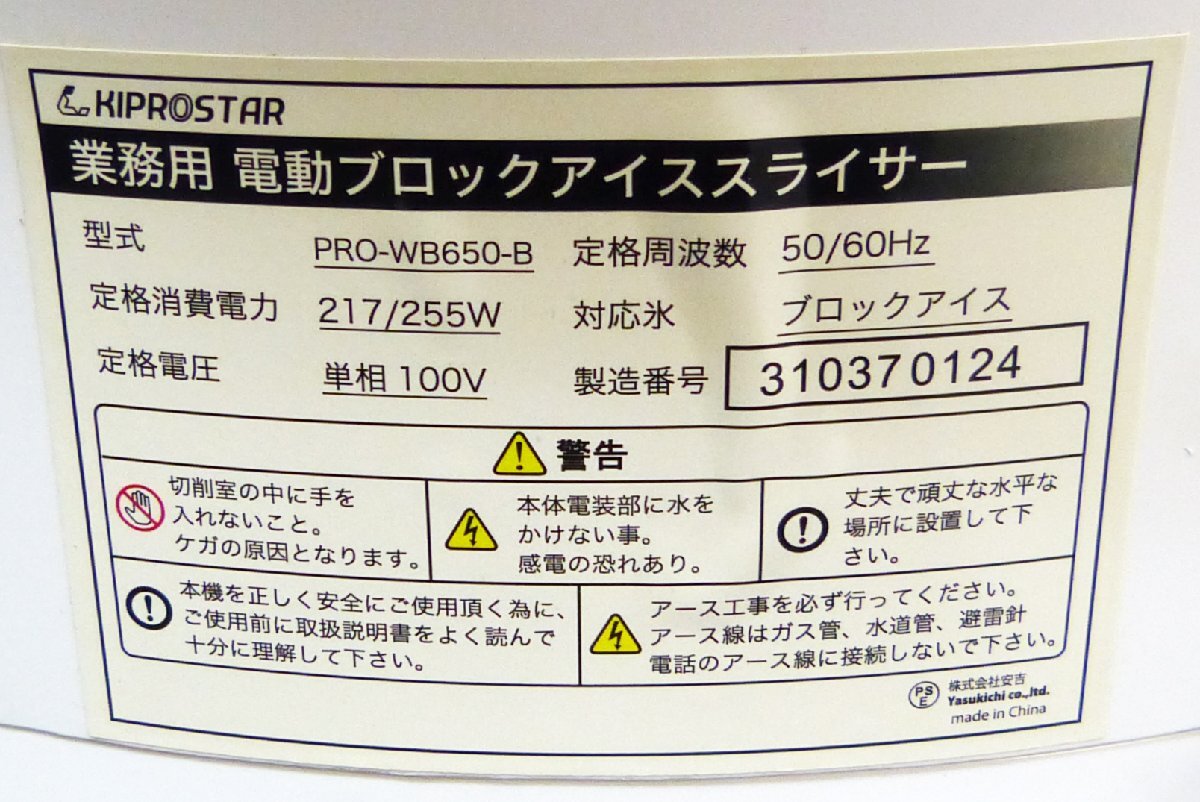 KIPROSTAR
業務用 電動ブロックアイススライサー
型式 PRO-WB650-B 定格周波数 50/60Hz
定格消費電力 217/255W 対応氷 ブロックアイス
定格電圧 単相100V 製造番号 310370124
警告
切削室の中に手を
入れないこと。
ケガの原因となります。
本体電装部に水を
かけない事。
感電の恐れあり。
丈夫で頑丈な水平な
場所に設置して下
さい。
本機を正しく安全にご使用頂く為に、
ご使用前に取扱説明書をよく読んで
十分に理解して下さい。
アース工事を必ず行ってください。
アース線はガス管、水道管、避雷針
電話のアース線に接続しないで下さい。
PS
E
株式会社安吉
Yasukichi co.,ltd.
made in China